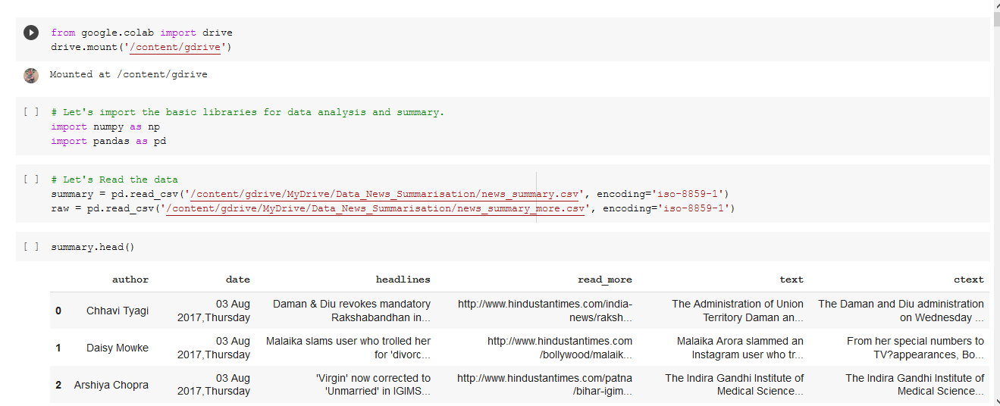 from google.colab import drive
drive.mount('/content/gdrive')
Mounted at /content/gdrive
[ ] # Let's import the basic libraries for data analysis and summary.
import numpy as np
import pandas as pd
[ ] # Let's Read the data
summary = pd.read_csv('/content/gdrive/MyDrive/Data_News_Summarisation/news_summary.csv', encoding='iso-8859-1')
raw = pd.read_csv('/content/gdrive/MyDrive/Data_News_Summarisation/news_summary_more.csv', encoding='iso-8859-1')
[ ] summary.head()
author date headlines read_more text ctext
0 Chhavi Tyagi 03 Aug 2017,Thursday Daman & Diu revokes mandatory Rakshabandhan in... http://www.hindustantimes.com/india-news/raksh... The Administration of Union Territory Daman an... The Daman and Diu administration on Wednesday ...
1 Daisy Mowke 03 Aug 2017,Thursday Malaika slams user who trolled her for 'divorc... http://www.hindustantimes.com/bollywood/malaik... Malaika Arora slammed an Instagram user who tr... From her special numbers to TV?appearances, Bo...
2 Arshiya Chopra 03 Aug 2017,Thursday 'Virgin' now corrected to 'Unmarried' in IGIMS... http://www.hindustantimes.com/patna/bihar-igim... The Indira Gandhi Institute of Medical Science... The Indira Gandhi Institute of Medical Science...